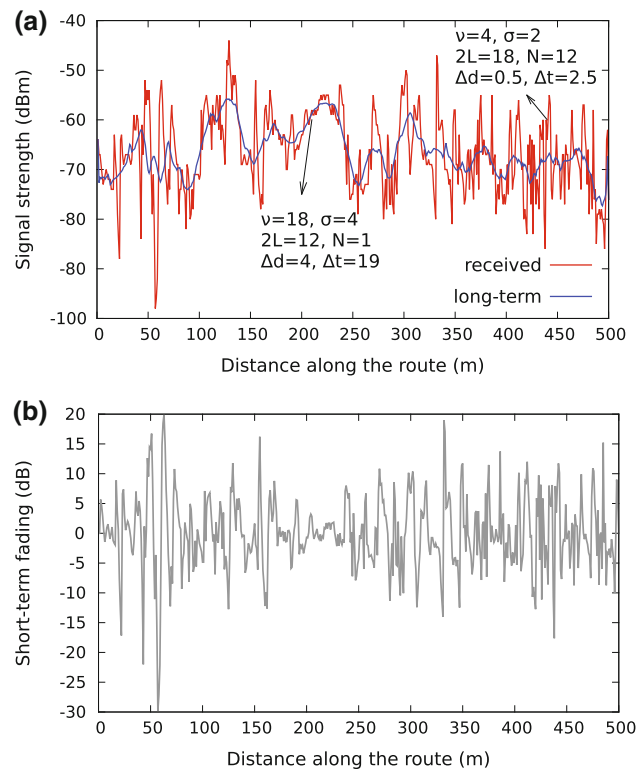 (a)
Signal strength (dBm)
-40
-50
-60
-70
-80
-90
-100
ν=4, σ=2
2L=18, N=12
Δd=0.5, Δt=2.5
ν=18, σ=4
2L=12, N=1
Δd=4, Δt=19
received
long-term
0 50 100 150 200 250 300 350 400 450 500
Distance along the route (m)
(b)
Short-term fading (dB)
20
15
10
5
0
-5
-10
-15
-20
-25
-30
0 50 100 150 200 250 300 350 400 450 500
Distance along the route (m)